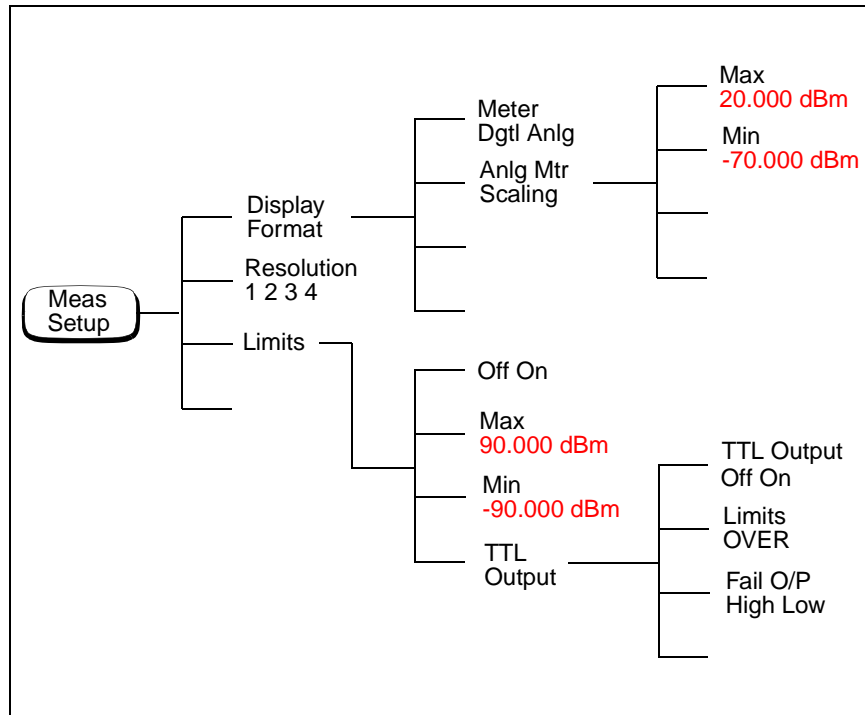 Meas
Setup
Display
Format
Resolution
1 2 3 4
Limits
Meter
Dgtl Anlg
Anlg Mtr
Scaling
Max
20.000 dBm
Min
-70.000 dBm
Off On
Max
90.000 dBm
Min
-90.000 dBm
TTL
Output
TTL Output
Off On
Limits
OVER
Fail O/P
High Low